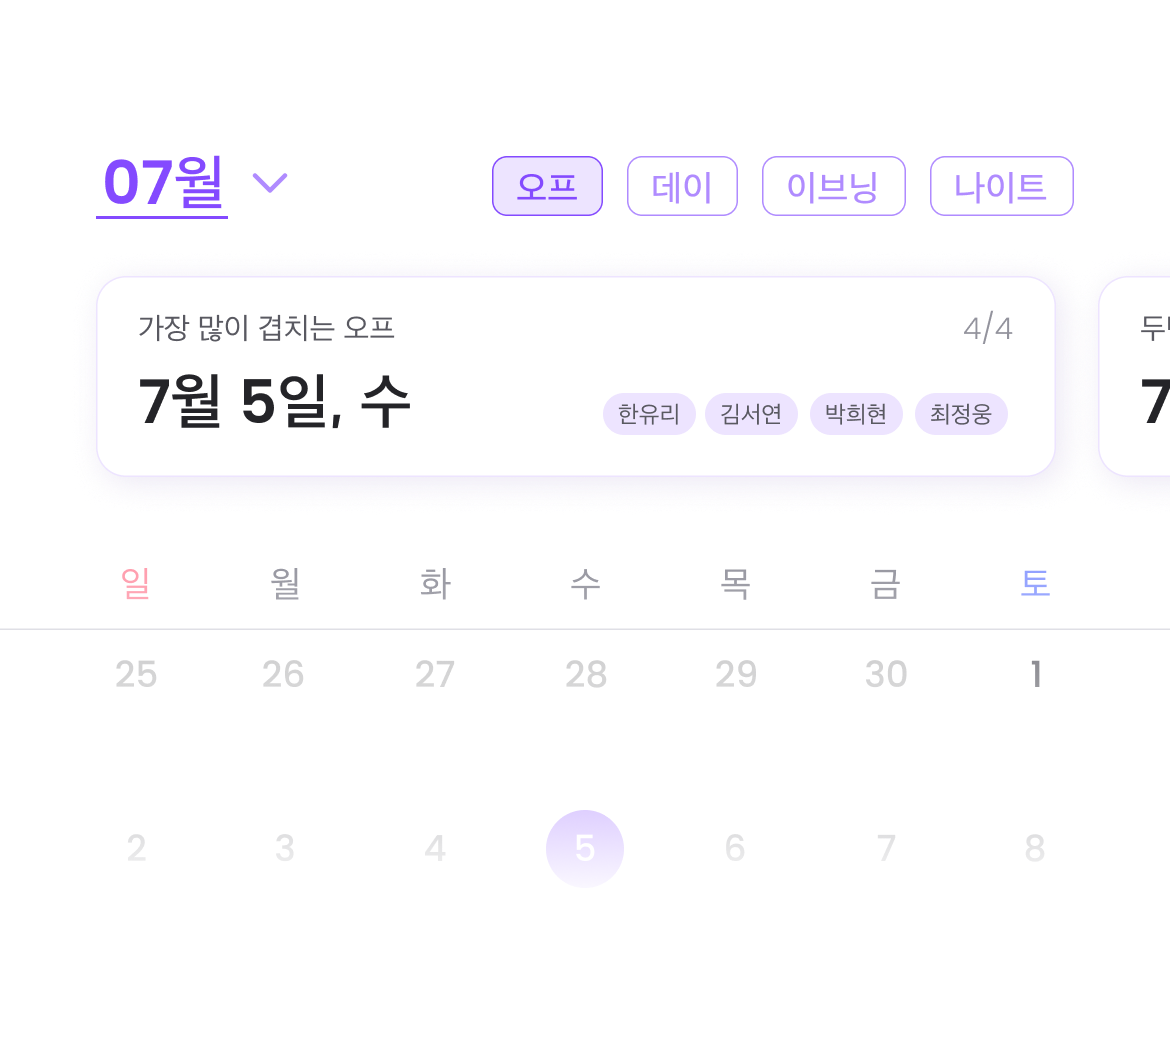 07월
오프 데이 이브닝 나이트
가장 많이 겹치는 오프 4/4
7월 5일, 수
한유리 김서연 박희현 최정웅
7
일 월 화 수 목 금 토
25 26 27 28 29 30 1
2 3 4 5 6 7 8